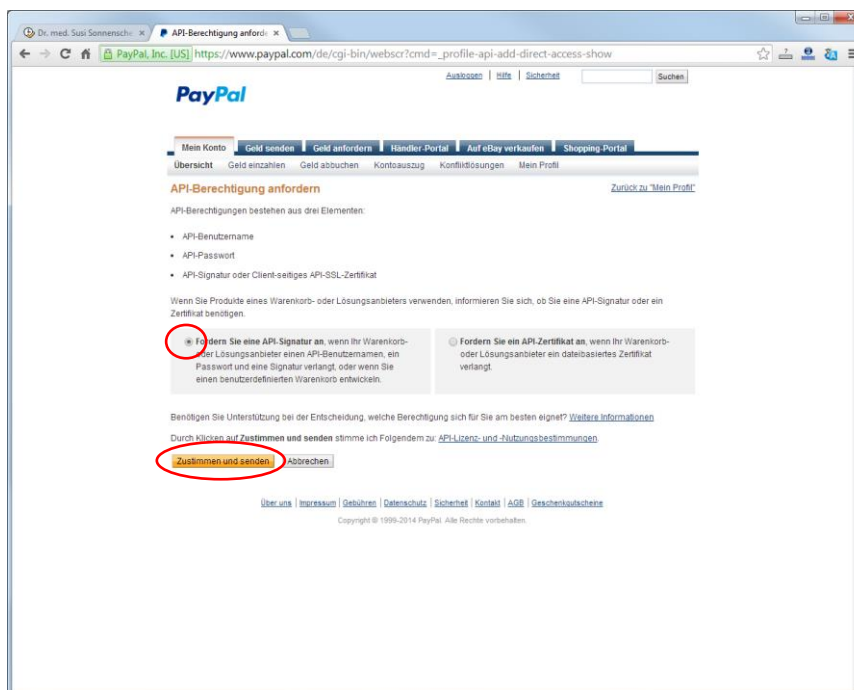 Dr. med. Susi Sonnensche
API-Berechtigung anforde
PayPal, Inc. [US] https://www.paypal.com/de/cgi-bin/webscr?cmd=_profile-api-add-direct-access-show
Ausloggen | Hilfe | Sicherheit
Suchen
PayPal
Mein Konto Geld senden Geld anfordern Händler-Portal Auf eBay verkaufen Shopping-Portal
Übersicht Geld einzahlen Geld abbuchen Kontoauszug Konfliktlösungen Mein Profil
API-Berechtigung anfordern
Zurück zu "Mein Profil"
API-Berechtigungen bestehen aus drei Elementen:
• API-Benutzername
• API-Passwort
• API-Signatur oder Client-seitiges API-SSL-Zertifikat
Wenn Sie Produkte eines Warenkorb- oder Lösungsanbieters verwenden, informieren Sie sich, ob Sie eine API-Signatur oder ein
Zertifikat benötigen.
Fordern Sie eine API-Signatur an, wenn Ihr Warenkorb-
oder Lösungsanbieter einen API-Benutzernamen, ein
Passwort und eine Signatur verlangt, oder wenn Sie
einen benutzerdefinierten Warenkorb entwickeln.
Fordern Sie ein API-Zertifikat an, wenn Ihr Warenkorb-
oder Lösungsanbieter ein dateibasiertes Zertifikat
verlangt.
Benötigen Sie Unterstützung bei der Entscheidung, welche Berechtigung sich für Sie am besten eignet? Weitere Informationen
Durch Klicken auf Zustimmen und senden stimme ich Folgendem zu: API-Lizenz- und -Nutzungsbestimmungen.
Zustimmen und senden Abbrechen
Über uns | Impressum | Gebühren | Datenschutz | Sicherheit | Kontakt | AGB | Geschenkgutscheine
Copyright © 1999-2014 PayPal. Alle Rechte vorbehalten.